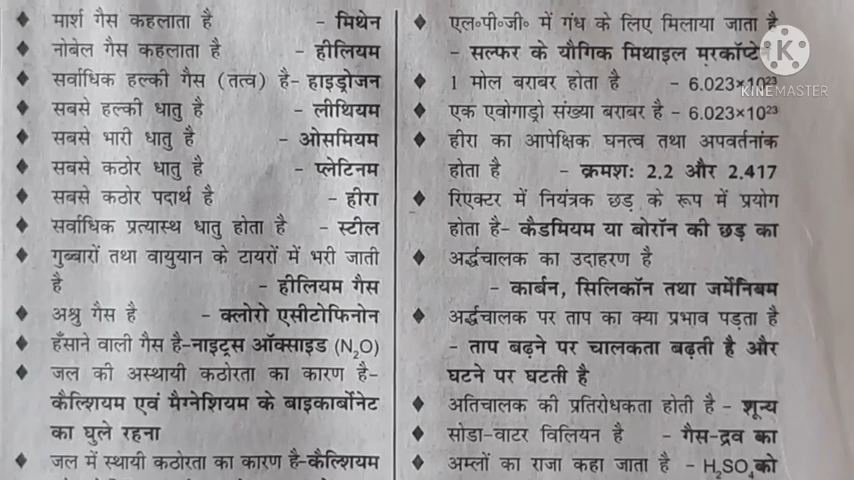 मार्श गैस कहलाता है - मिथेन
नोबेल गैस कहलाता है - हीलियम
सर्वाधिक हल्की गैस (तत्व) है- हाइड्रोजन
सबसे हल्की धातु है - लीथियम
सबसे भारी धातु है - ओसमियम
सबसे कठोर धातु है - प्लेटिनम
सबसे कठोर पदार्थ है - हीरा
सर्वाधिक प्रत्यास्थ धातु होता है - स्टील
गुब्बारों तथा वायुयान के टायरों में भरी जाती
है - हीलियम गैस
अश्रु गैस है - क्लोरो एसीटोफिनोन
हँसाने वाली गैस है-नाइट्रस ऑक्साइड (N₂O)
जल की अस्थायी कठोरता का कारण है-
कैल्शियम एवं मैग्नेशियम के बाइकार्बोनेट
का घुले रहना
जल में स्थायी कठोरता का कारण है-कैल्शियम
एल॰पी॰जी॰ में गंध के लिए मिलाया जाता है
- सल्फर के यौगिक मिथाइल
1 मोल बराबर होता है - 6.023×10²³
एक एवोगाड्रो संख्या बराबर है - 6.023×10²³
हीरा का आपेक्षिक घनत्व तथा अपवर्तनांक
होता है - क्रमश: 2.2 और 2.417
रिएक्टर में नियंत्रक छड़ के रूप में प्रयोग
होता है- कैडमियम या बोरॉन की छड़ का
अर्द्धचालक का उदाहरण है
- कार्बन, सिलिकॉन तथा जर्मेनियम
अर्द्धचालक पर ताप का क्या प्रभाव पड़ता है
- ताप बढ़ने पर चालकता बढ़ती है और
घटने पर घटती है
अतिचालक की प्रतिरोधकता होती है - शून्य
सोडा-वाटर विलियन है - गैस-द्रव का
अम्लों का राजा कहा जाता है - H₂SO₄को
K
KINEMASTER